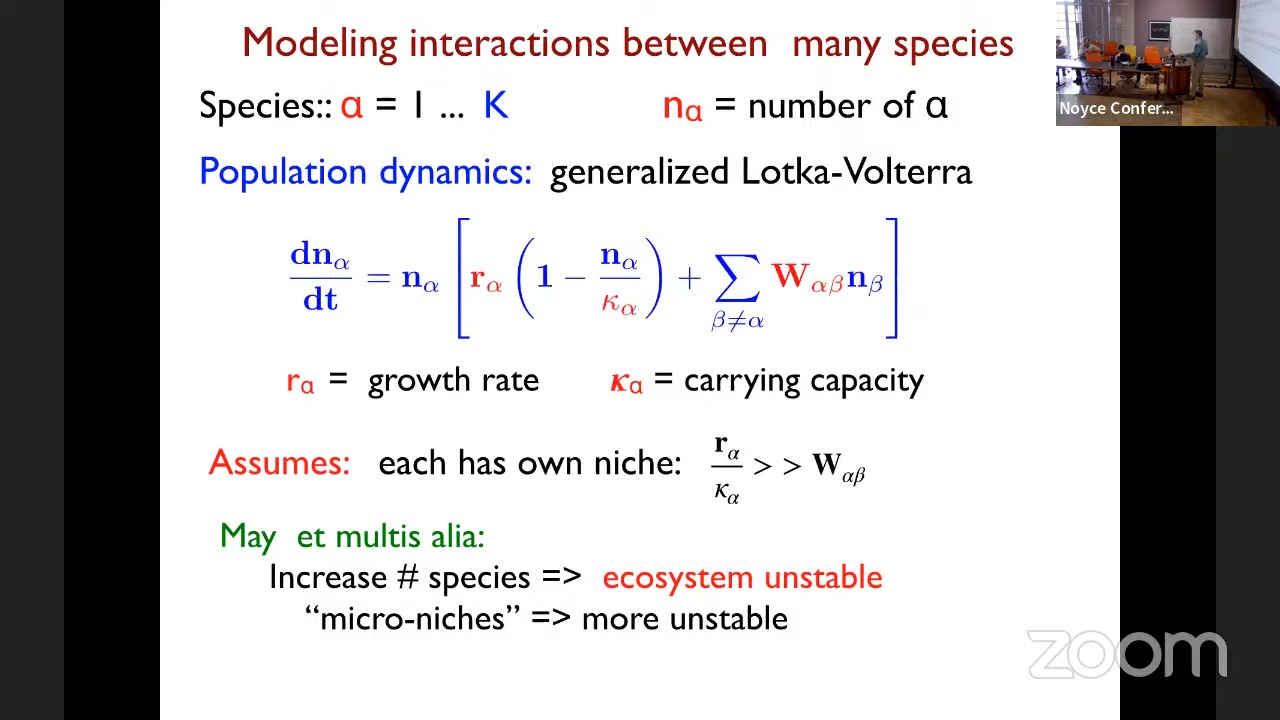 Modeling interactions between many species
Noyce Confer...
Species:: α = 1 ... K nα = number of α
Population dynamics: generalized Lotka-Volterra
dnα/dt = nα [ rα ( 1 − nα/κα ) + ∑β≠α Wαβ nβ ]
rα = growth rate κα = carrying capacity
Assumes: each has own niche: rα/κα > > Wαβ
May et multis alia:
Increase # species => ecosystem unstable
“micro-niches” => more unstable
zoom